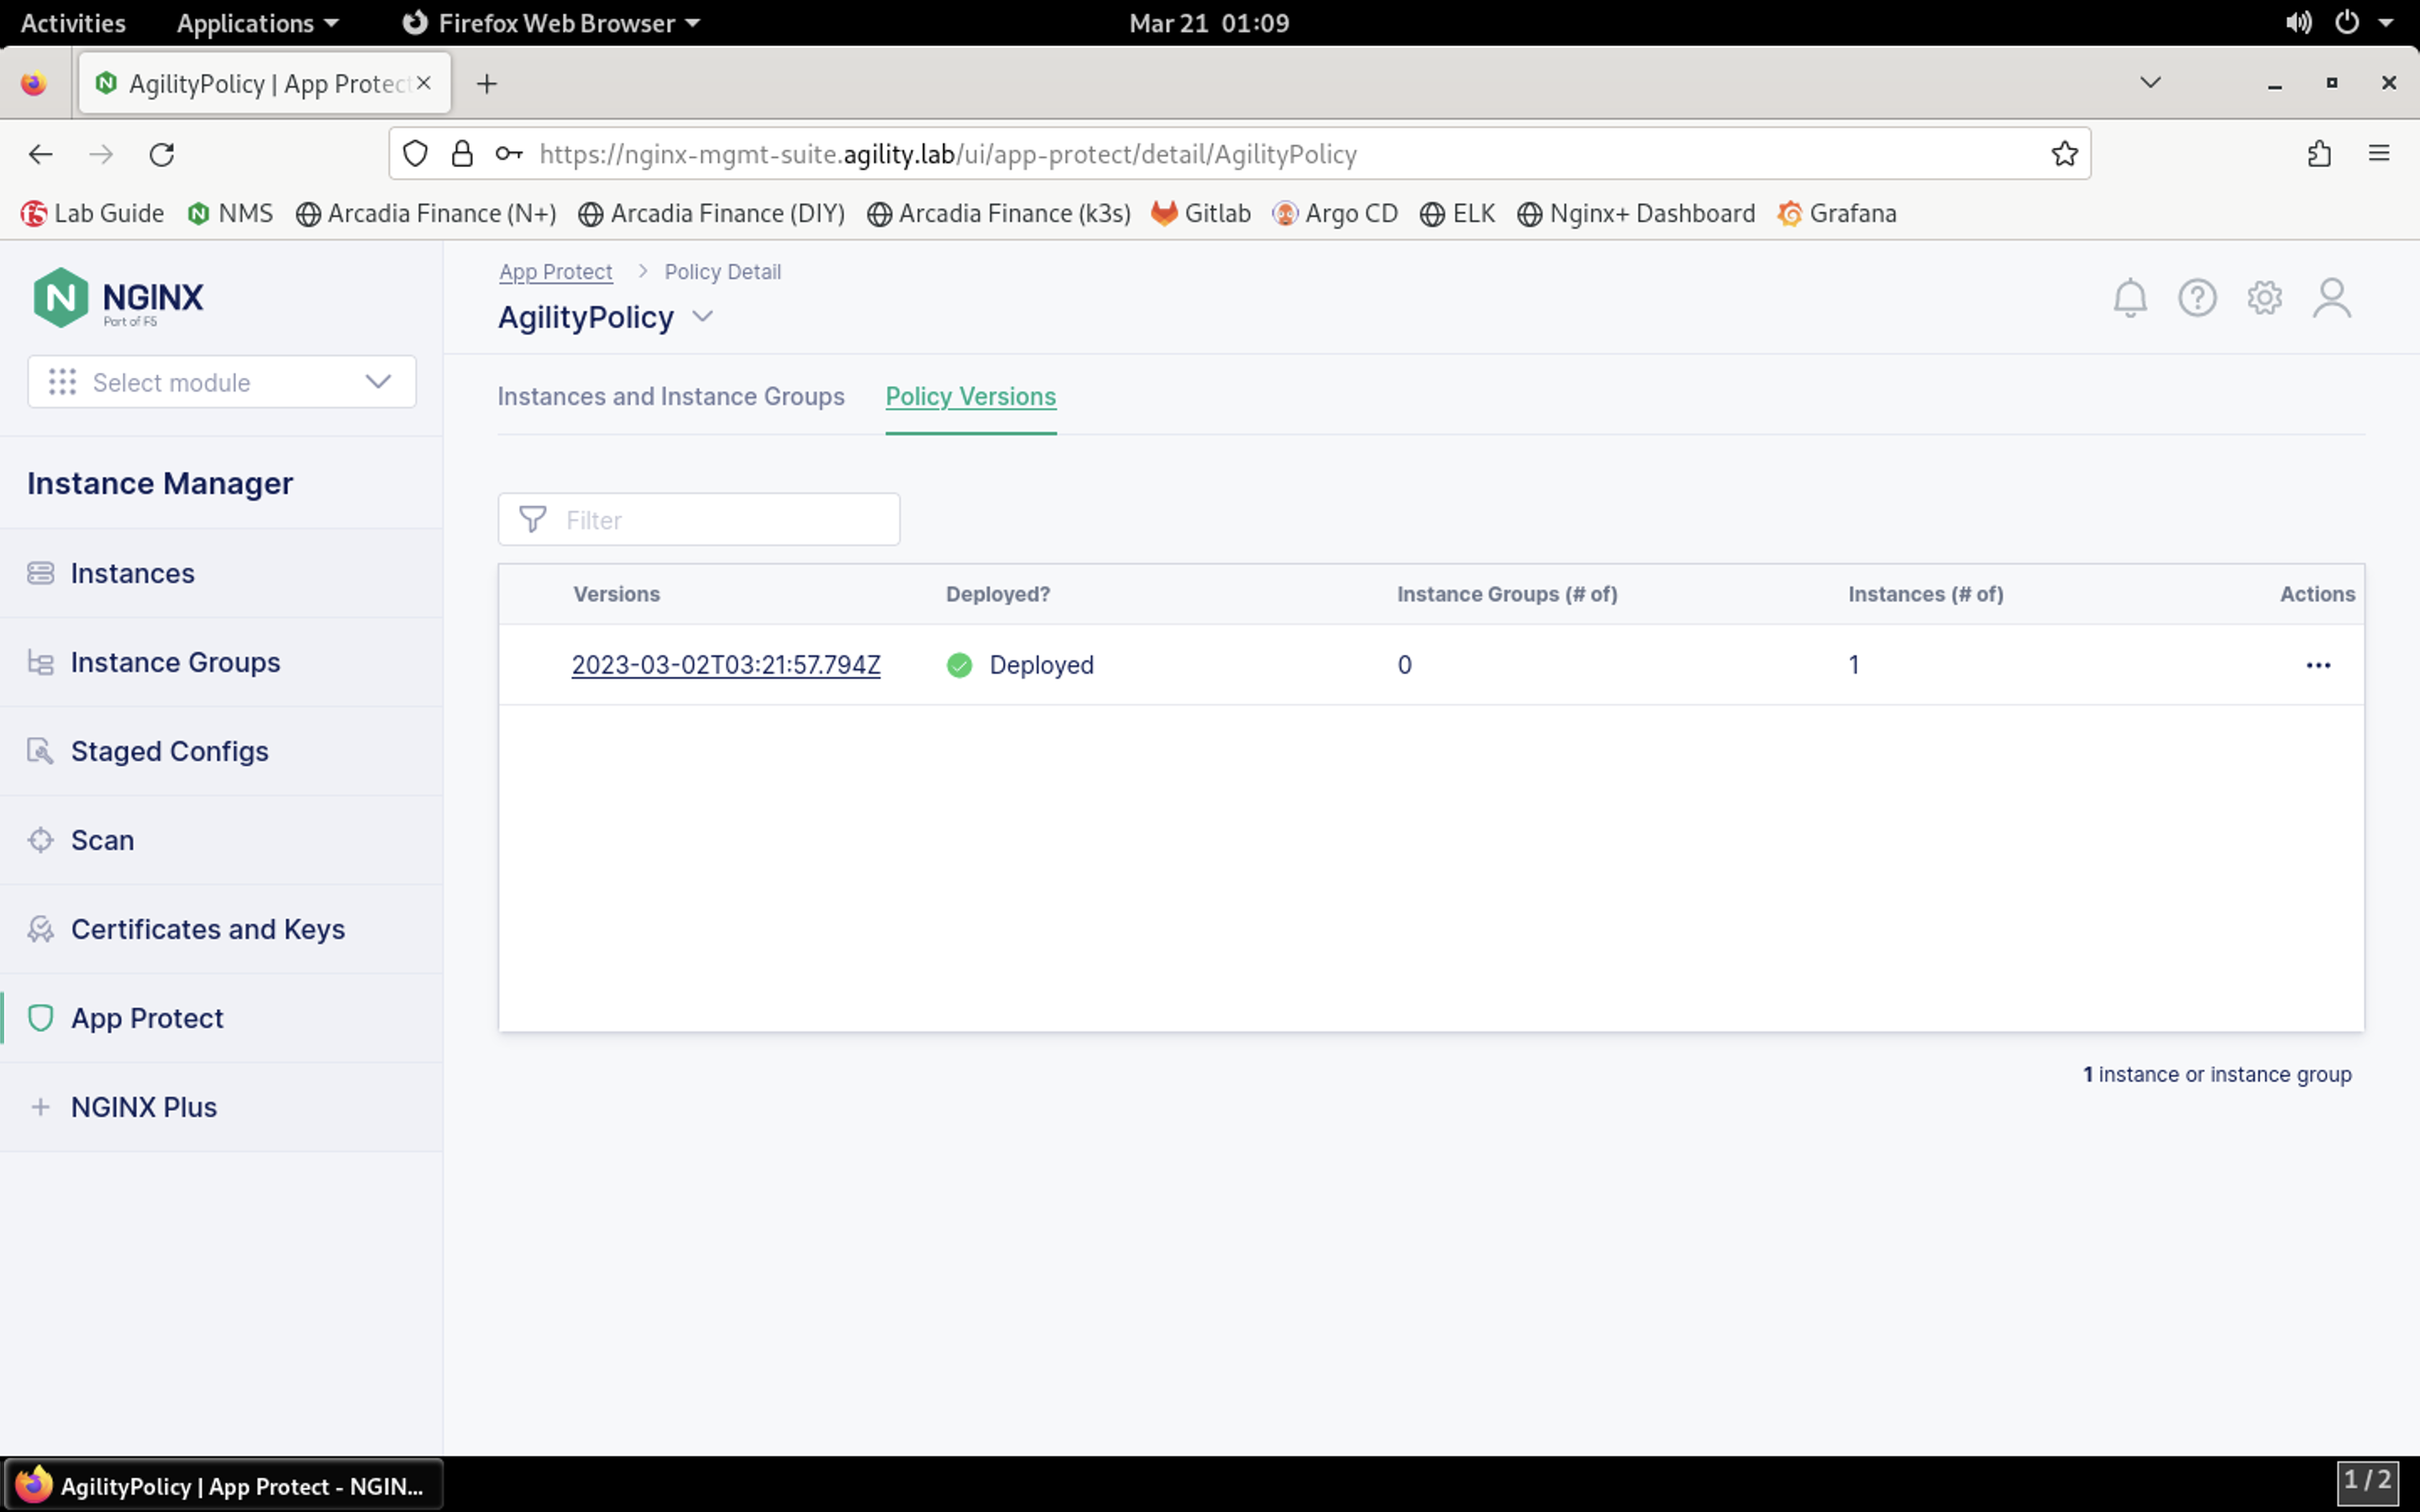 Activities Applications Firefox Web Browser Mar 21 01:09
AgilityPolicy | App Protect
https://nginx-mgmt-suite.agility.lab/ui/app-protect/detail/AgilityPolicy
Lab Guide NMS Arcadia Finance (N+) Arcadia Finance (DIY) Arcadia Finance (k3s) Gitlab Argo CD ELK Nginx+ Dashboard Grafana
NGINX
Part of F5
Select module
Instance Manager
Instances
Instance Groups
Staged Configs
Scan
Certificates and Keys
App Protect
NGINX Plus
App Protect > Policy Detail
AgilityPolicy
Instances and Instance Groups Policy Versions
Filter
Versions Deployed? Instance Groups (# of) Instances (# of) Actions
2023-03-02T03:21:57.794Z Deployed 0 1 ...
1 instance or instance group
AgilityPolicy | App Protect - NGIN... 1 / 2